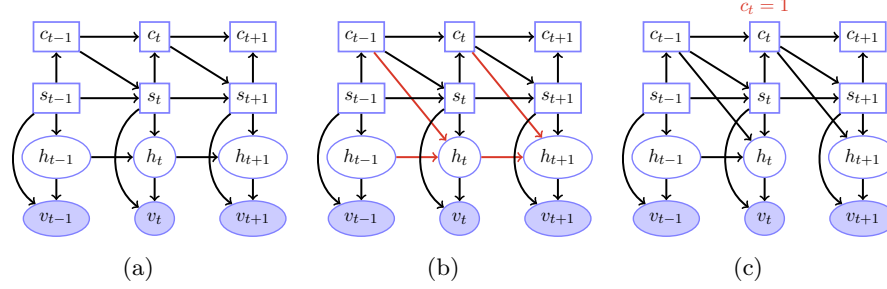 c_t = 1
c_{t-1} c_t c_{t+1} c_{t-1} c_t c_{t+1} c_{t-1} c_t c_{t+1}
s_{t-1} s_t s_{t+1} s_{t-1} s_t s_{t+1} s_{t-1} s_t s_{t+1}
h_{t-1} h_t h_{t+1} h_{t-1} h_t h_{t+1} h_{t-1} h_t h_{t+1}
v_{t-1} v_t v_{t+1} v_{t-1} v_t v_{t+1} v_{t-1} v_t v_{t+1}
(a) (b) (c)